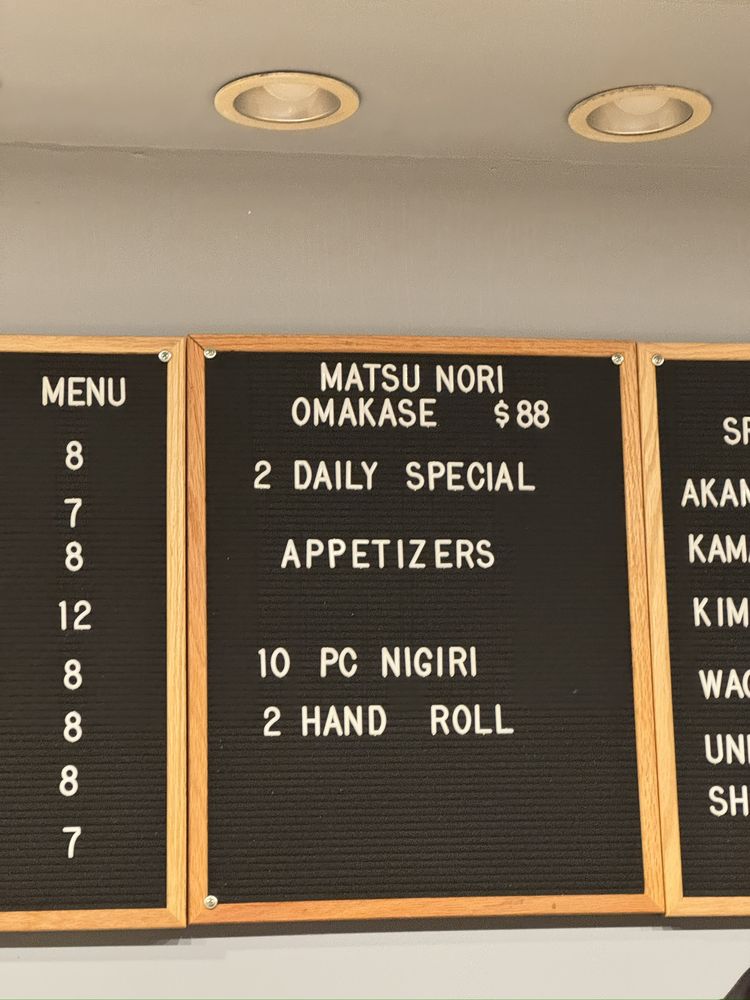 MENU
8
7
8
12
8
8
8
7
MATSU NORI
OMAKASE $88
2 DAILY SPECIAL
APPETIZERS
10 PC NIGIRI
2 HAND ROLL